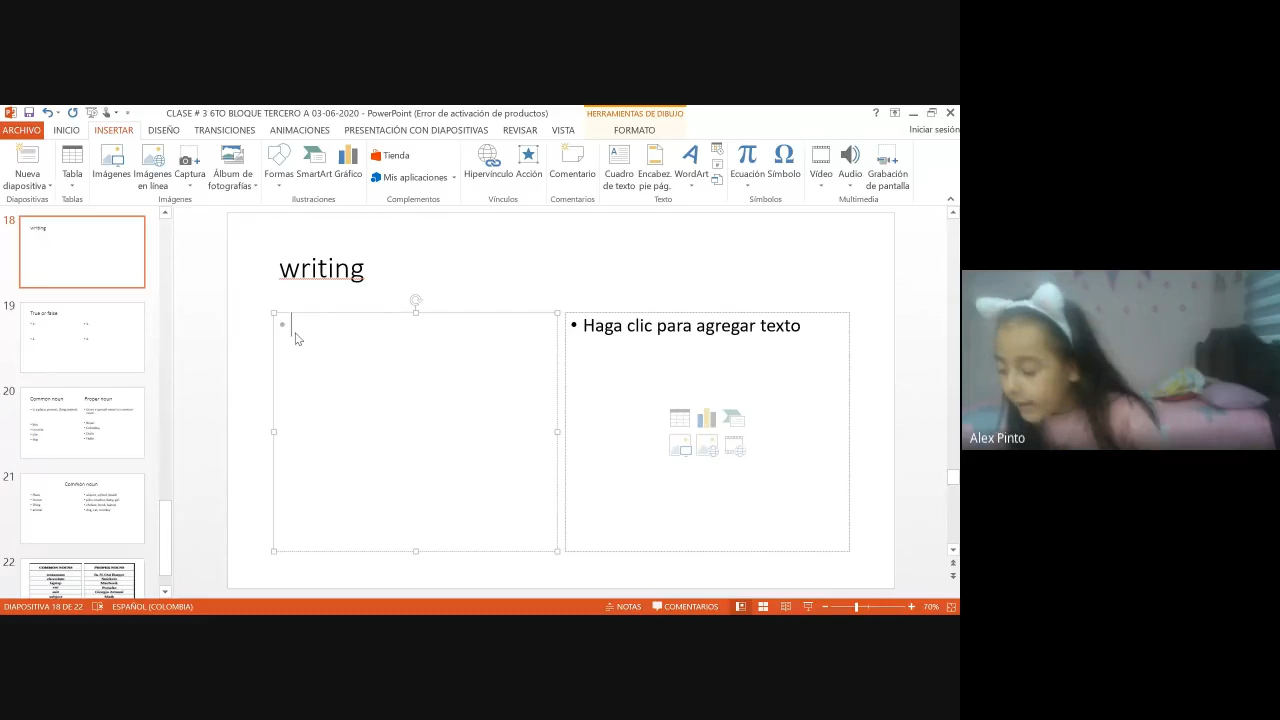 CLASE # 3 6TO BLOQUE TERCERO A 03-06-2020 - PowerPoint (Error de activación de productos)
HERRAMIENTAS DE DIBUJO
ARCHIVO INICIO INSERTAR DISEÑO TRANSICIONES ANIMACIONES PRESENTACIÓN CON DIAPOSITIVAS REVISAR VISTA FORMATO Iniciar sesión
Nueva diapositiva
Tabla
Imágenes
Imágenes en línea
Captura
Álbum de fotografías
Formas
SmartArt
Gráfico
Tienda
Mis aplicaciones
Hipervínculo
Acción
Comentario
Cuadro de texto
Encabez. pie pág.
WordArt
Ecuación
Símbolo
Vídeo
Audio
Grabación de pantalla
Diapositivas Tablas Imágenes Ilustraciones Complementos Vínculos Comentarios Texto Símbolos Multimedia
18
writing
19
True or false
20
Common noun Proper noun
21
Common noun
22
COMMON NOUNS PROPER NOUNS
writing
• Haga clic para agregar texto
Alex Pinto
DIAPOSITIVA 18 DE 22 ESPAÑOL (COLOMBIA) NOTAS COMENTARIOS 70%